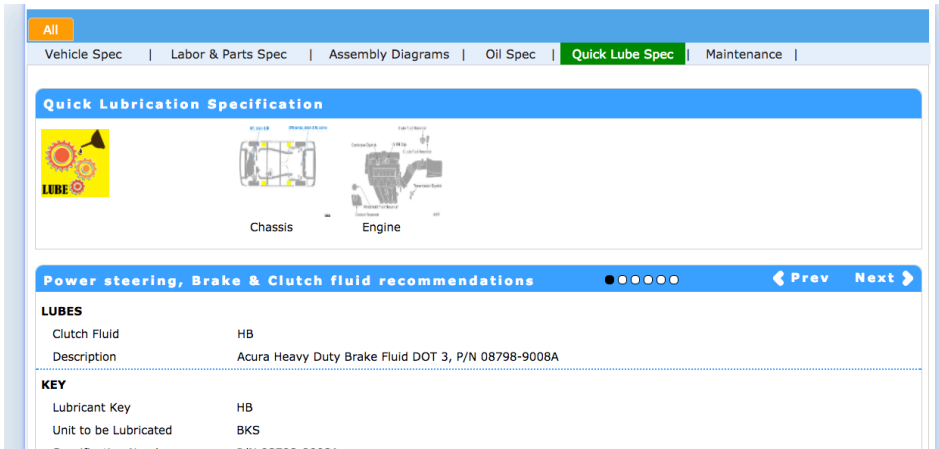 All
Vehicle Spec | Labor & Parts Spec | Assembly Diagrams | Oil Spec | Quick Lube Spec | Maintenance |
Quick Lubrication Specification
LUBE
Chassis Engine
Power steering, Brake & Clutch fluid recommendations Prev Next
LUBES
Clutch Fluid HB
Description Acura Heavy Duty Brake Fluid DOT 3, P/N 08798-9008A
KEY
Lubricant Key HB
Unit to be Lubricated BKS